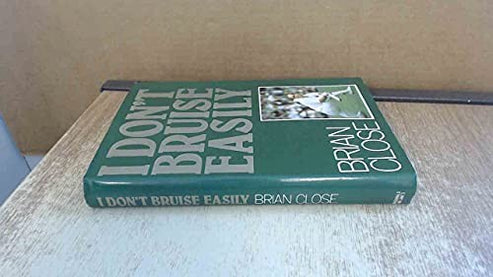 I DON'T
BRUISE
EASILY
BRIAN
CLOSE
I DON'T BRUISE EASILY BRIAN CLOSE